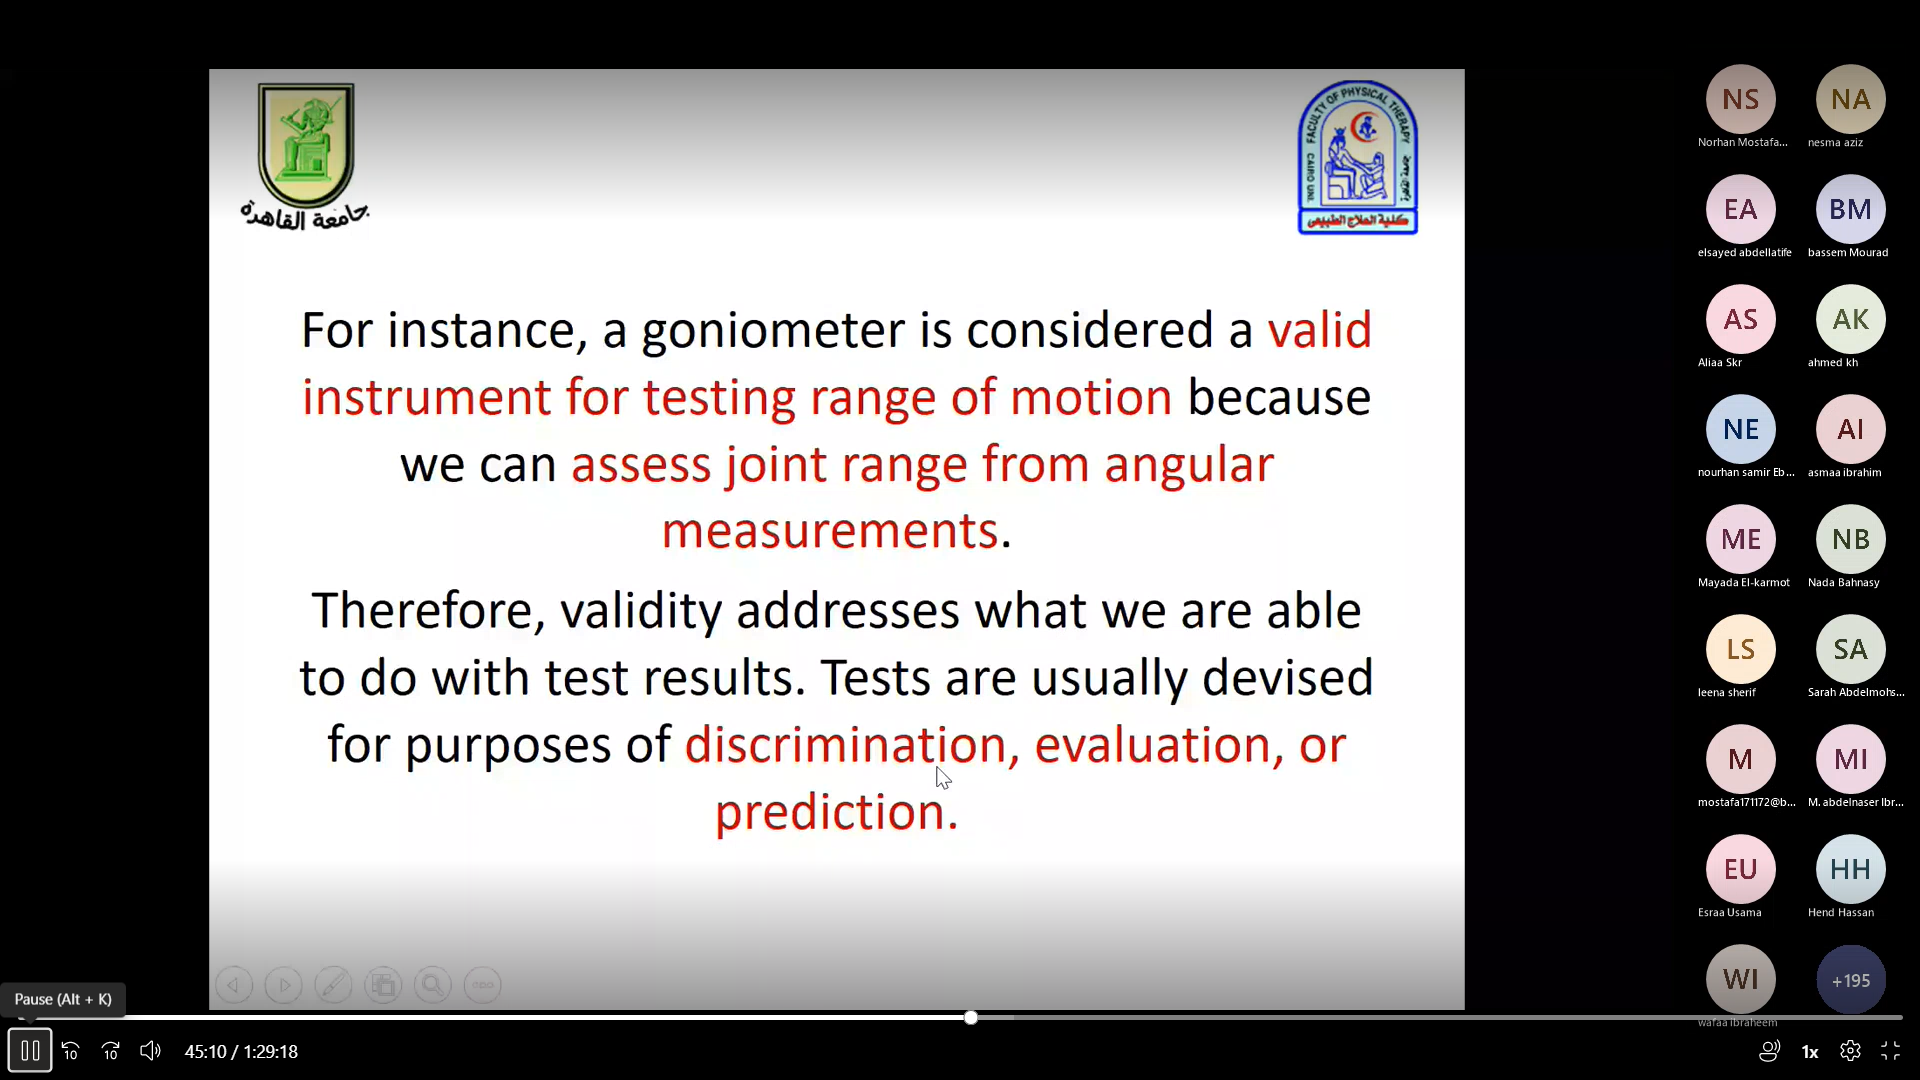 جامعة القاهرة
FACULTY OF PHYSICAL THERAPY
CAIRO UNI.
جامعة القاهرة
كلية العلاج الطبيعى
For instance, a goniometer is considered a valid
instrument for testing range of motion because
we can assess joint range from angular
measurements.
Therefore, validity addresses what we are able
to do with test results. Tests are usually devised
for purposes of discrimination, evaluation, or
prediction.
NS NA
Norhan Mostafa... nesma aziz
EA BM
elsayed abdellatife bassem Mourad
AS AK
Aliaa Skr ahmed kh
NE AI
nourhan samir Eb... asmaa ibrahim
ME NB
Mayada El-karmot Nada Bahnasy
LS SA
leena sherif Sarah Abdelmohs...
M MI
mostafa171172@b... M. abdelnaser Ibr...
EU HH
Esraa Usama Hend Hassan
WI +195
wafaa ibraheem
Pause (Alt + K)
10 10 45:10 / 1:29:18 1x